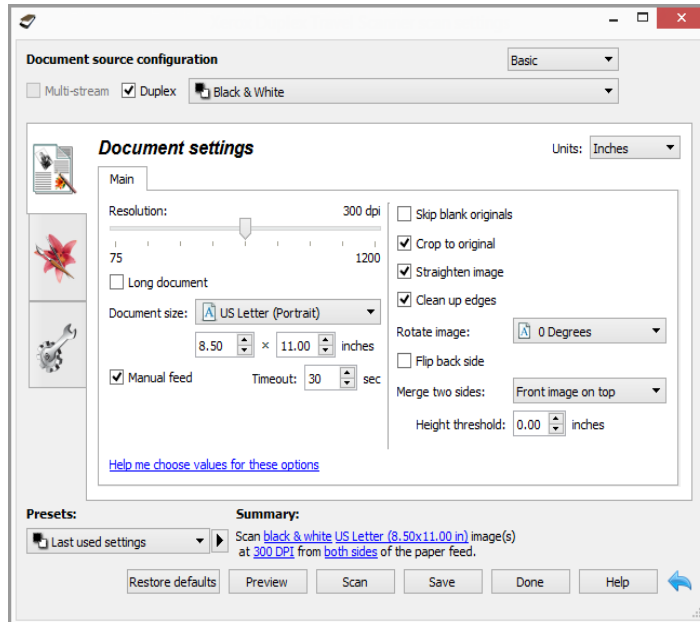 Document source configuration
Basic
Multi-stream
Duplex
Black & White
Document settings
Units: Inches
Main
Resolution: 300 dpi
75 1200
Long document
Document size: US Letter (Portrait)
8.50 × 11.00 inches
Manual feed Timeout: 30 sec
Skip blank originals
Crop to original
Straighten image
Clean up edges
Rotate image: 0 Degrees
Flip back side
Merge two sides: Front image on top
Height threshold: 0.00 inches
Help me choose values for these options
Presets:
Last used settings
Summary:
Scan black & white US Letter (8.50x11.00 in) image(s)
at 300 DPI from both sides of the paper feed.
Restore defaults Preview Scan Save Done Help